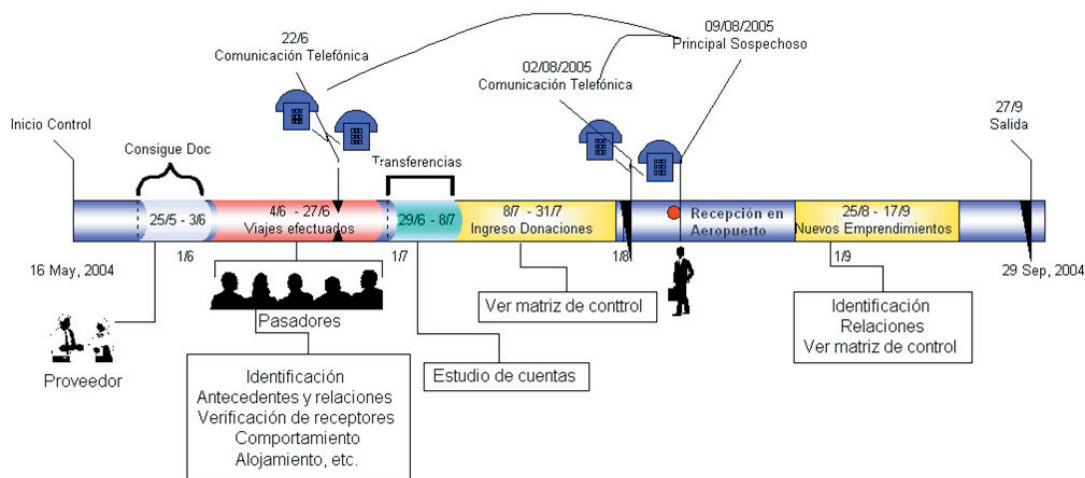 09/08/2005
Principal Sospechoso
22/6
Comunicación Telefónica
02/08/2005
Comunicación Telefónica
27/9
Salida
Inicio Control
Consigue Doc
Transferencias
25/5 - 3/6
4/6 - 27/6
Viajes efectuados
29/6 - 8/7
8/7 - 31/7
Ingreso Donaciones
Recepción en
Aeropuerto
25/8 - 17/9
Nuevos Emprendimientos
16 May, 2004
1/6
1/7
1/8
1/9
29 Sep, 2004
Proveedor
Pasadores
Ver matriz de conttrol
Identificación
Relaciones
Ver matriz de control
Estudio de cuentas
Identificación
Antecedentes y relaciones
Verificación de receptores
Comportamiento
Alojamiento, etc.